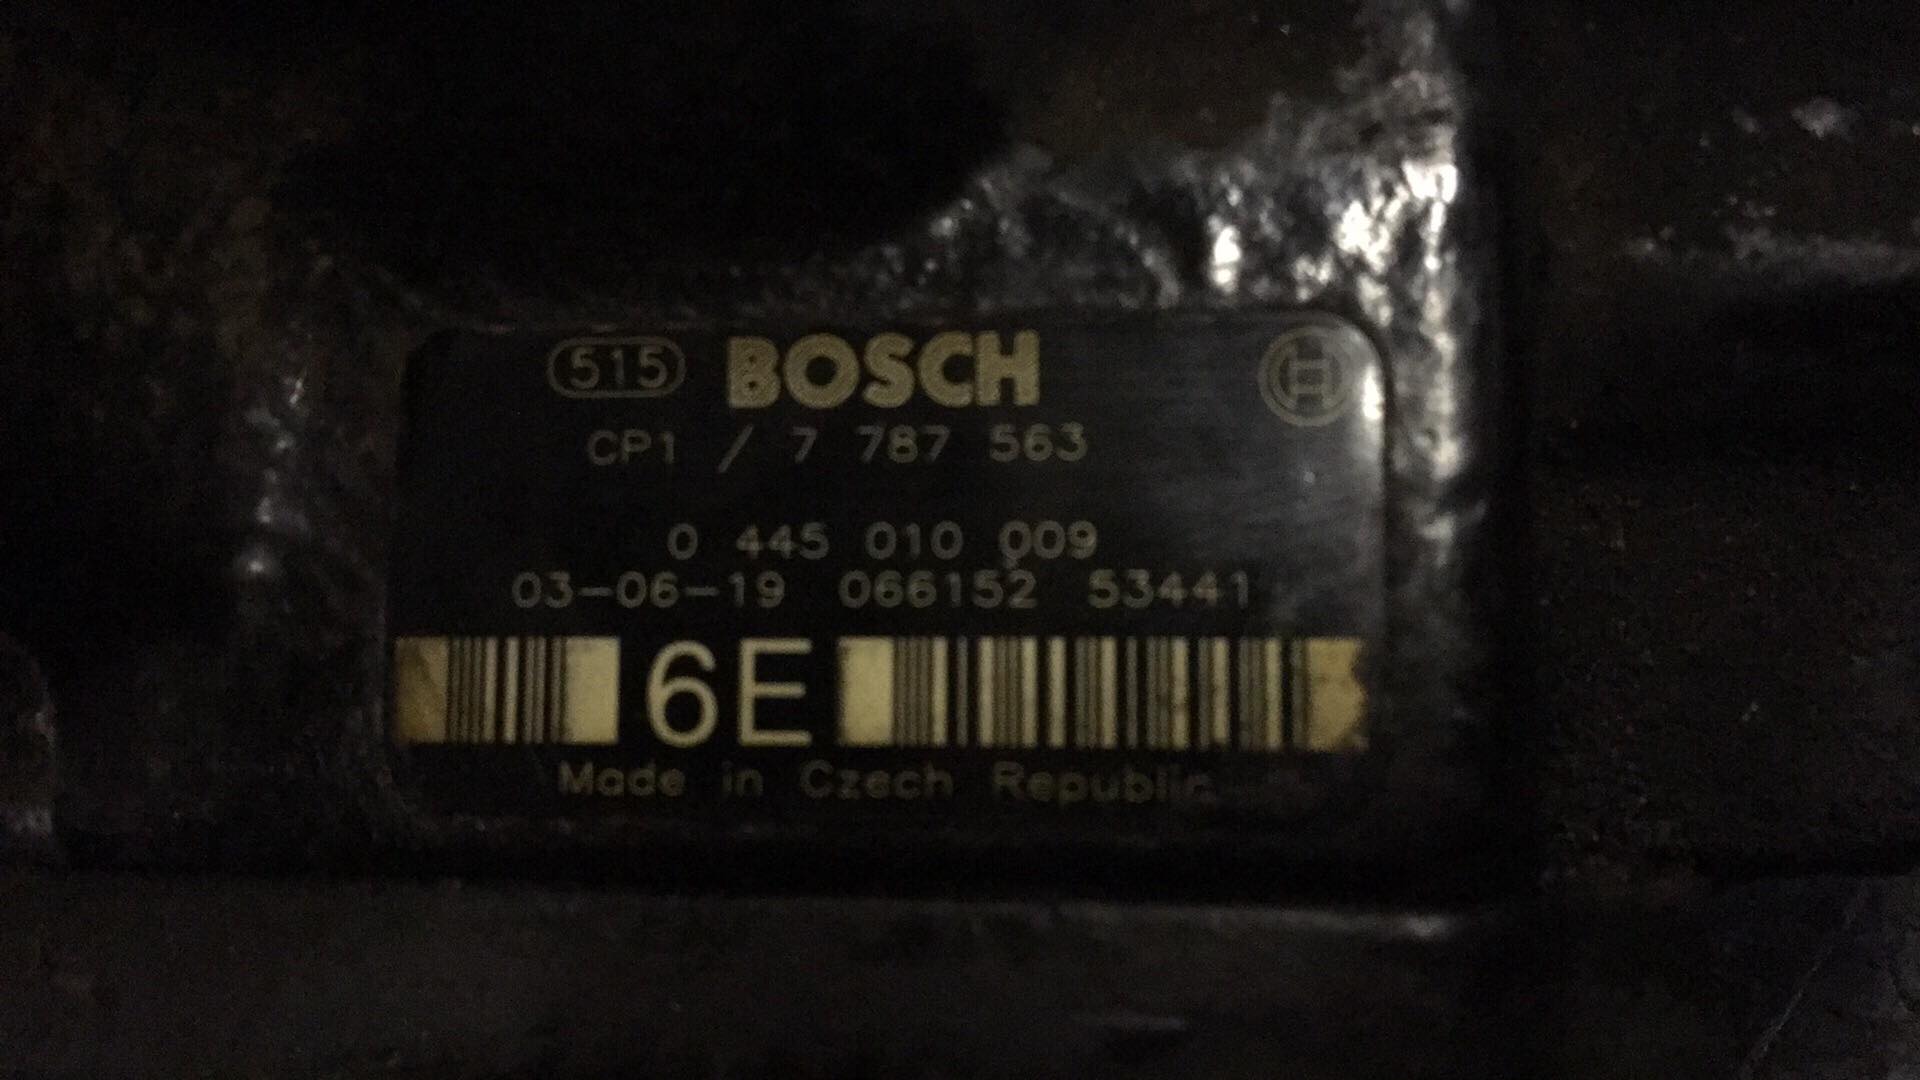 515 BOSCH
CP1 / 7 787 563
0 445 010 009
03-06-19 066152 53441
6E
Made in Czech Republic